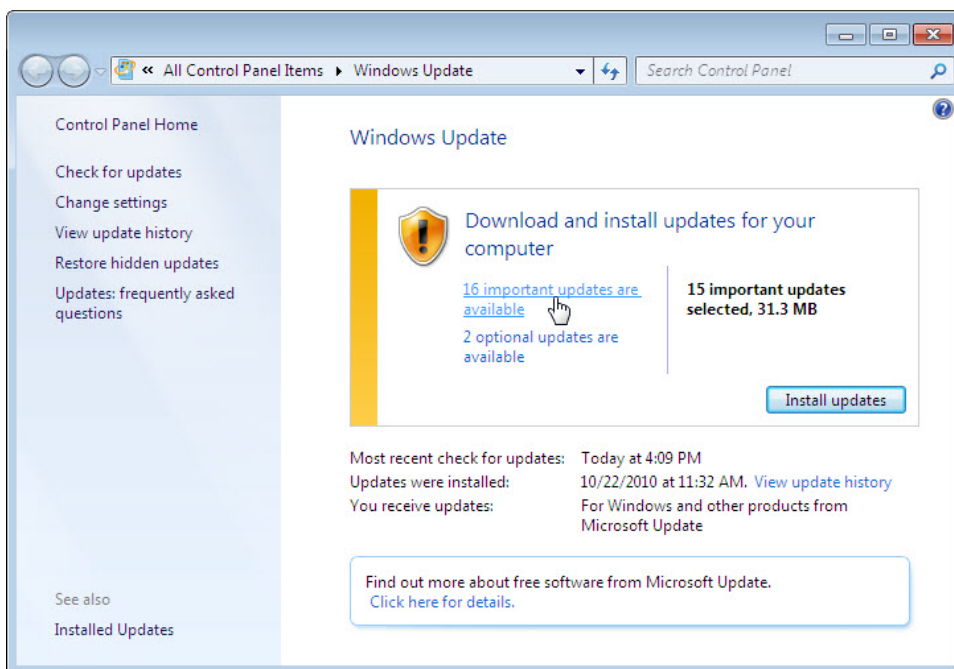 « All Control Panel Items ▸ Windows Update
Search Control Panel
Control Panel Home
Check for updates
Change settings
View update history
Restore hidden updates
Updates: frequently asked
questions
See also
Installed Updates
Windows Update
Download and install updates for your
computer
16 important updates are
available
2 optional updates are
available
15 important updates
selected, 31.3 MB
Install updates
Most recent check for updates: Today at 4:09 PM
Updates were installed: 10/22/2010 at 11:32 AM. View update history
You receive updates: For Windows and other products from
Microsoft Update
Find out more about free software from Microsoft Update.
Click here for details.